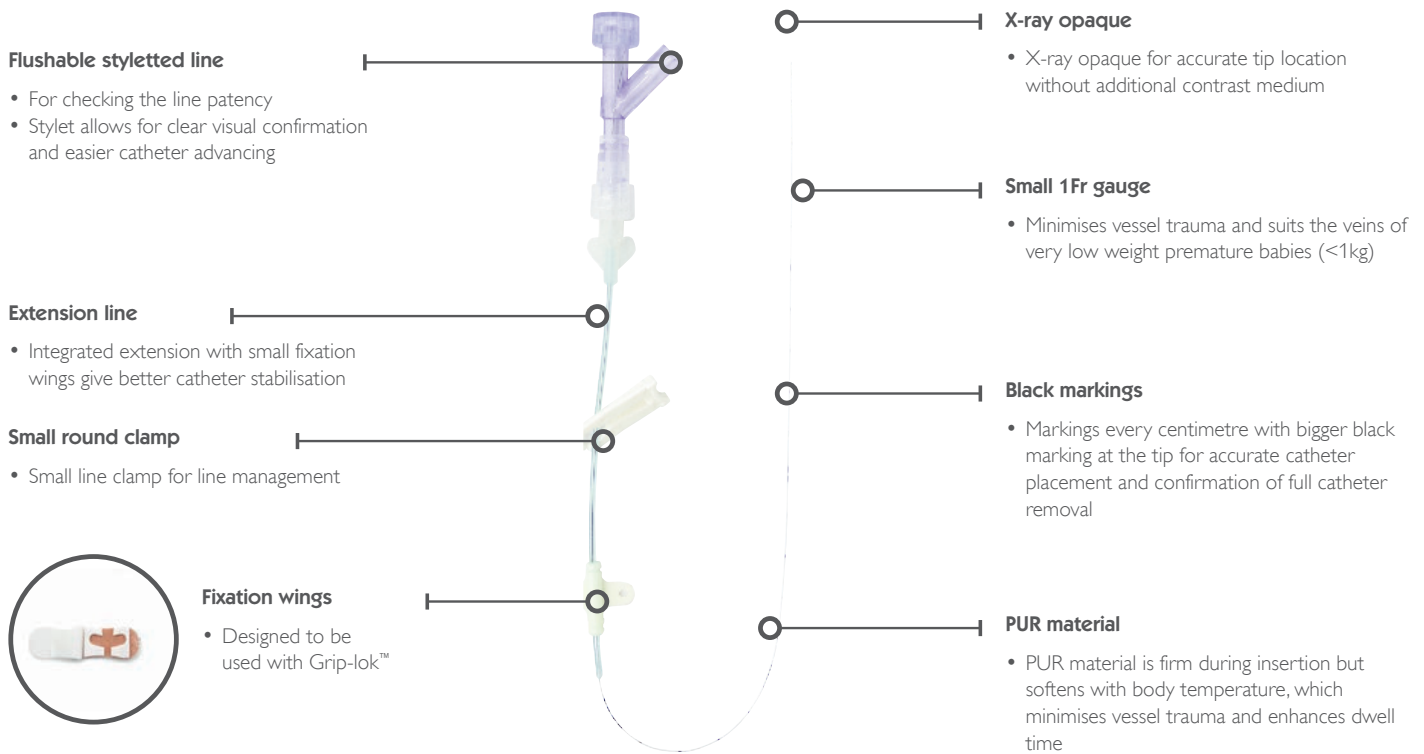 Flushable styletted line
• For checking the line patency
• Stylet allows for clear visual confirmation
and easier catheter advancing
Extension line
• Integrated extension with small fixation
wings give better catheter stabilisation
Small round clamp
• Small line clamp for line management
Fixation wings
• Designed to be
used with Grip-lok™
X-ray opaque
• X-ray opaque for accurate tip location
without additional contrast medium
Small 1Fr gauge
• Minimises vessel trauma and suits the veins of
very low weight premature babies (<1kg)
Black markings
• Markings every centimetre with bigger black
marking at the tip for accurate catheter
placement and confirmation of full catheter
removal
PUR material
• PUR material is firm during insertion but
softens with body temperature, which
minimises vessel trauma and enhances dwell
time